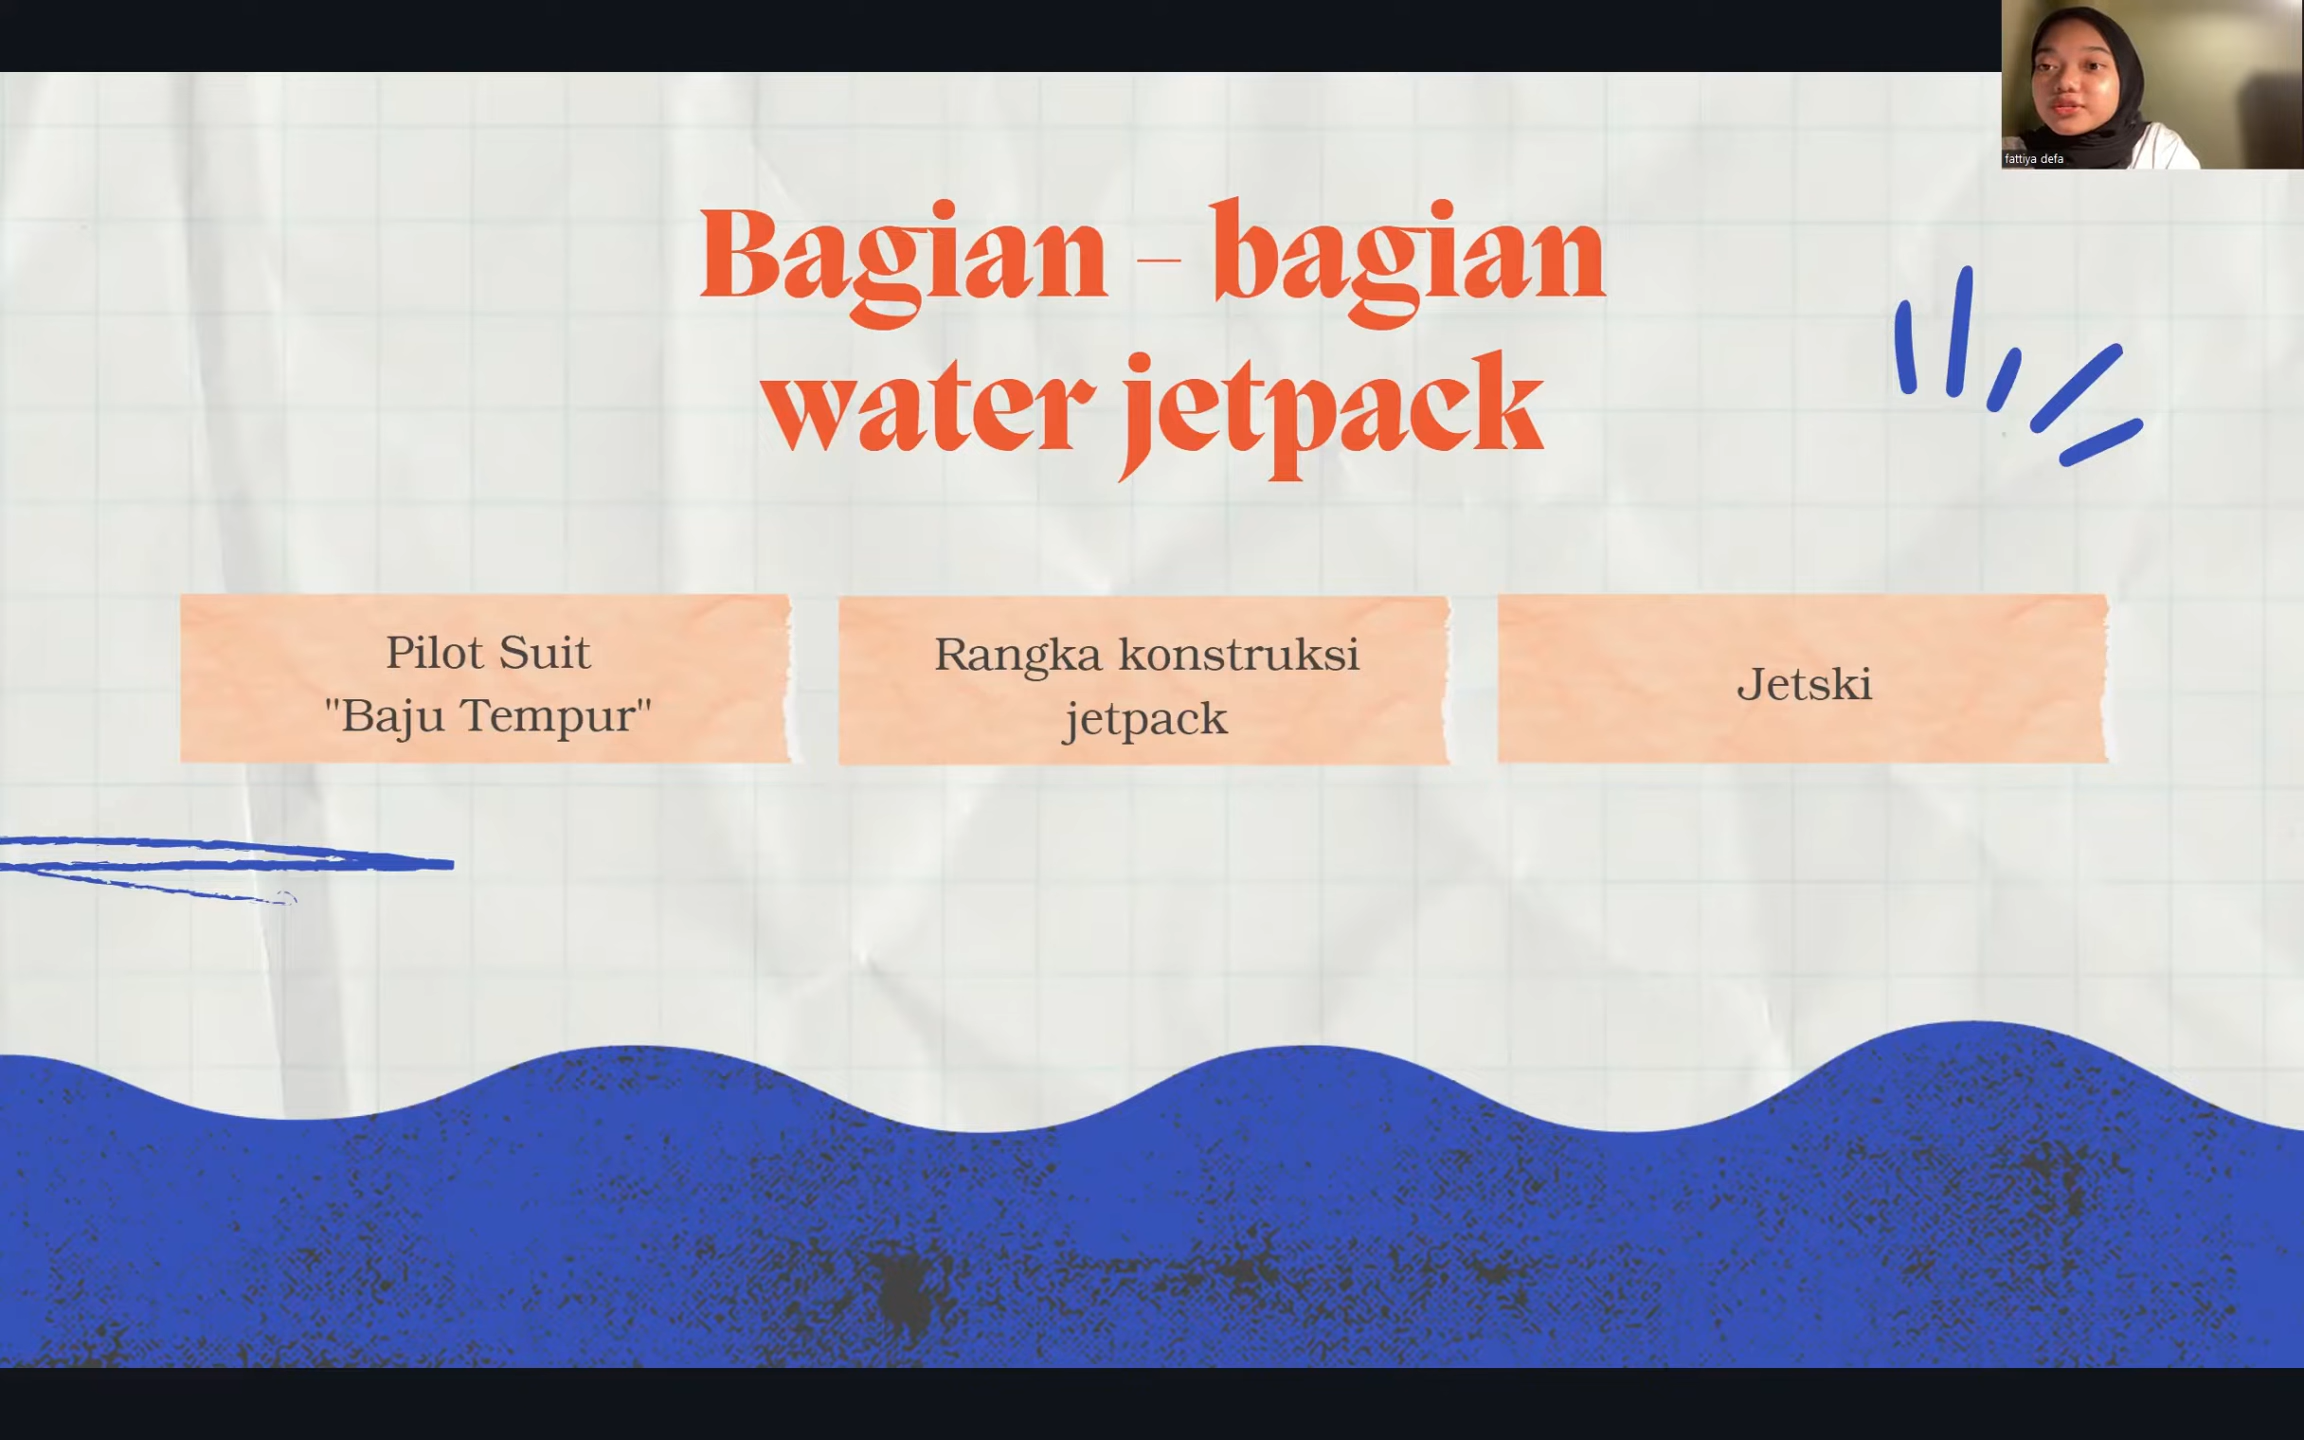 fattiya defa
Bagian – bagian
water jetpack
Pilot Suit
"Baju Tempur"
Rangka konstruksi
jetpack
Jetski